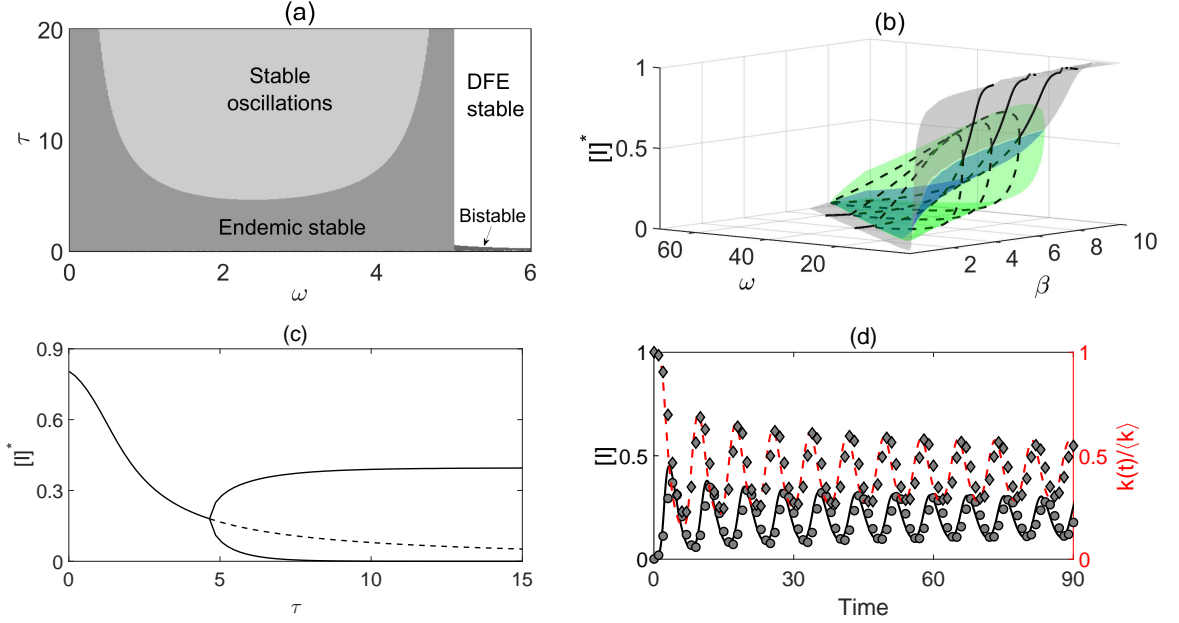 (a)
20
10
0
τ
Stable
oscillations
DFE
stable
Endemic stable
Bistable
0
2
4
6
ω
(b)
1
0.5
0
[I]*
60
40
20
ω
2
4
6
8
10
β
(c)
0.9
0.6
0.3
0
[I]*
0
5
10
15
τ
(d)
1
0.5
0
[I]
1
0.5
0
k(t)/⟨k⟩
0
30
60
90
Time